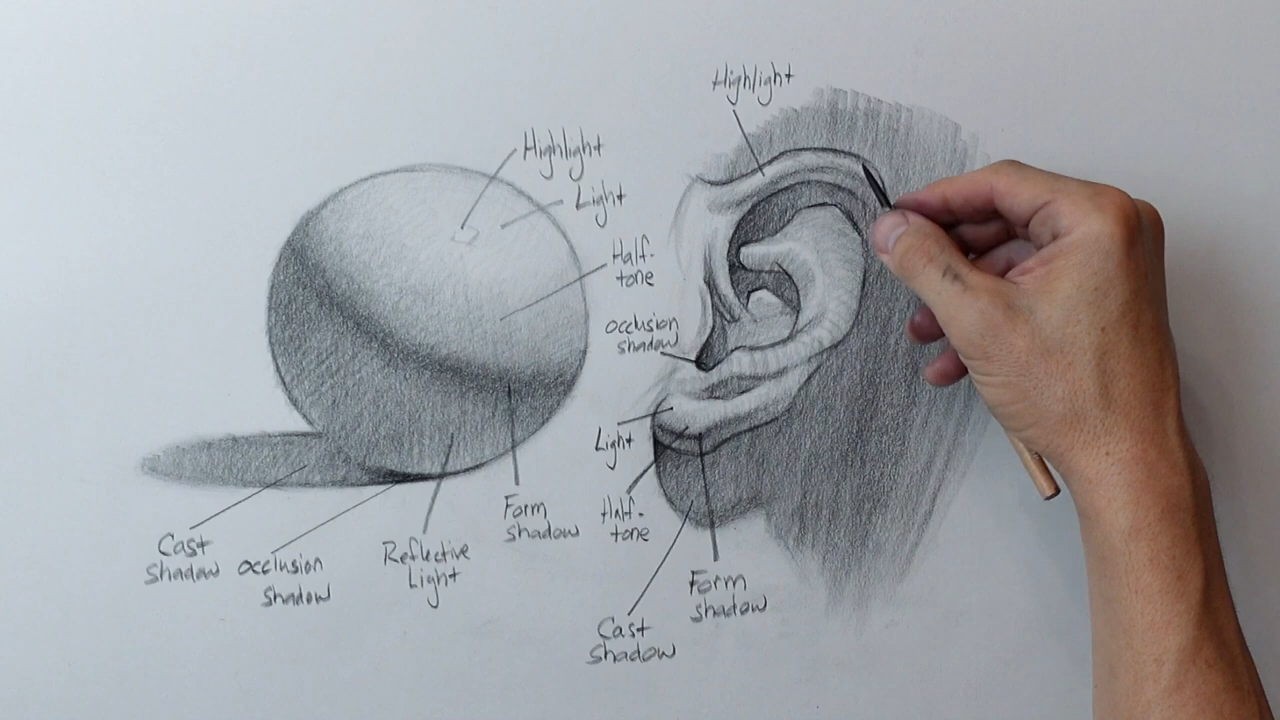 Highlight
Light
Half-
tone
Cast
Shadow
Occlusion
Shadow
Reflective
Light
Form
Shadow
Highlight
Occlusion
Shadow
Light
Half-
tone
Form
Shadow
Cast
Shadow